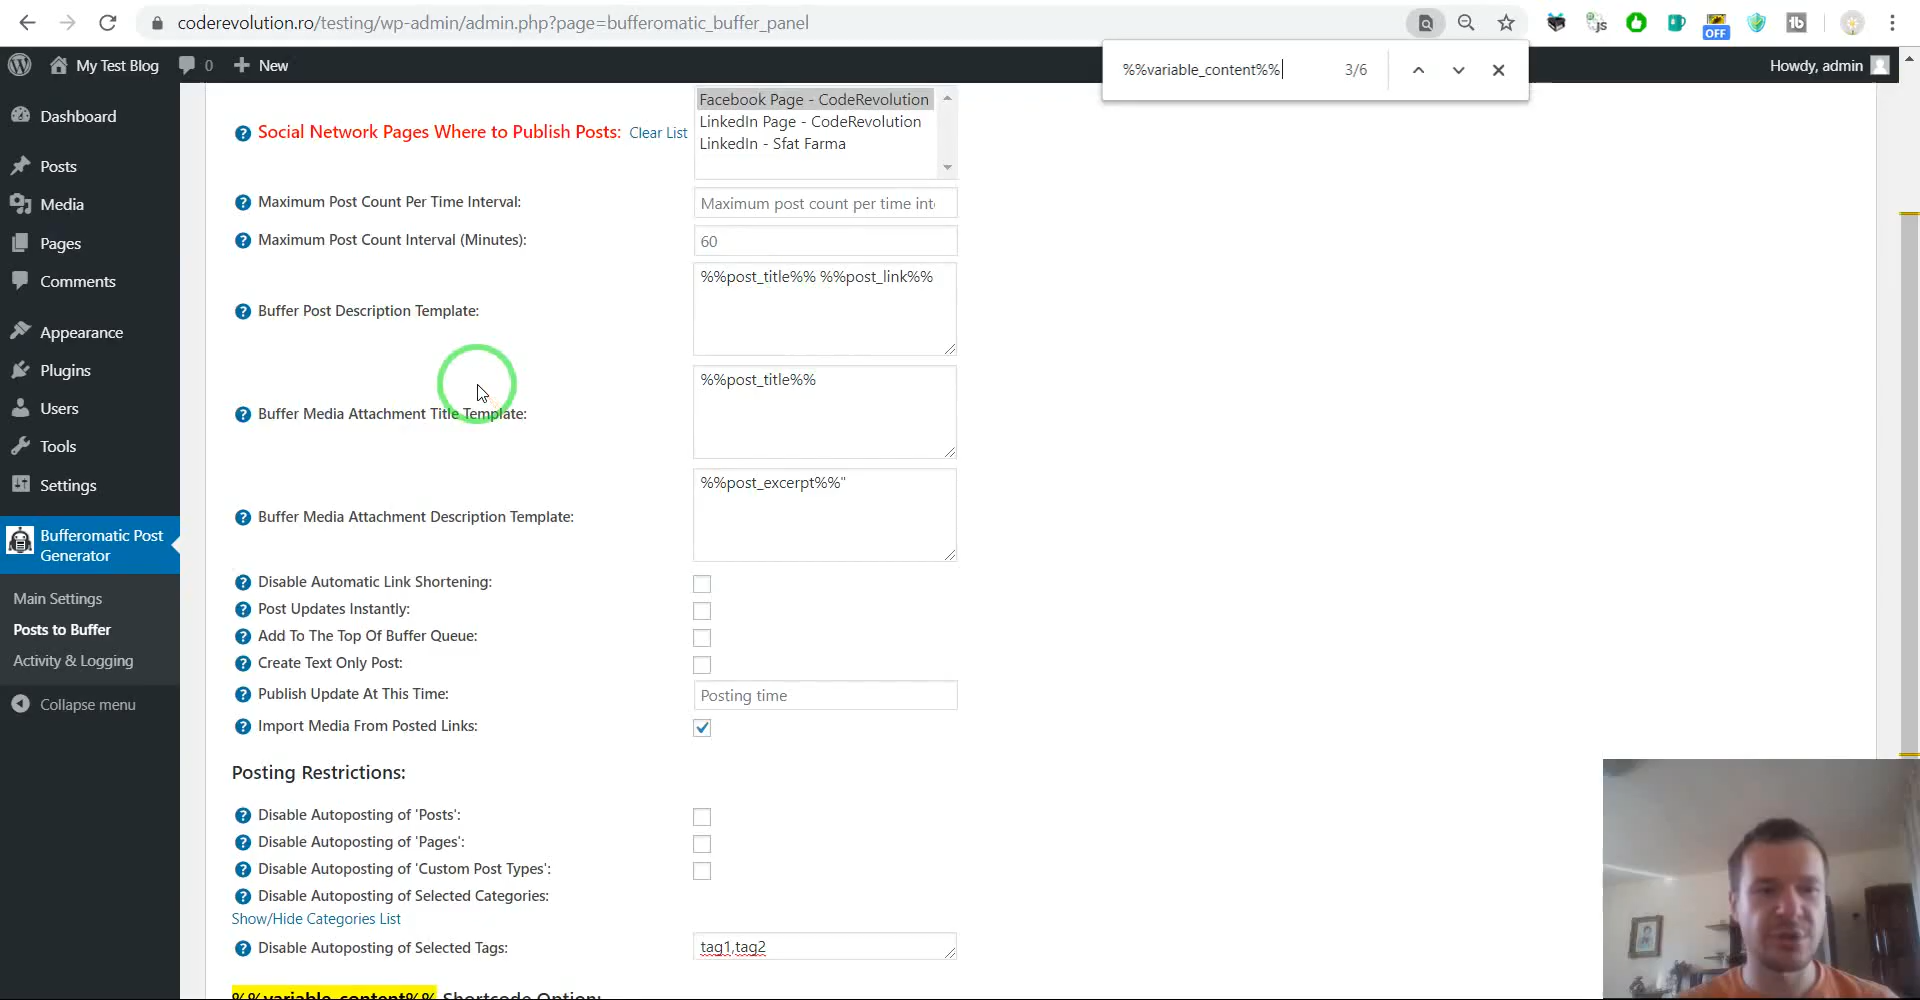 coderevolution.ro/testing/wp-admin/admin.php?page=bufferomatic_buffer_panel
OFF
%%variable_content%%
3/6
My Test Blog
0
New
Howdy, admin
Dashboard
Posts
Media
Pages
Comments
Appearance
Plugins
Users
Tools
Settings
Bufferomatic Post
Generator
Main Settings
Posts to Buffer
Activity & Logging
Collapse menu
Social Network Pages Where to Publish Posts: Clear List
Facebook Page - CodeRevolution
LinkedIn Page - CodeRevolution
LinkedIn - Sfat Farma
Maximum Post Count Per Time Interval:
Maximum post count per time int
Maximum Post Count Interval (Minutes):
60
Buffer Post Description Template:
%%post_title%% %%post_link%%
Buffer Media Attachment Title Template:
%%post_title%%
Buffer Media Attachment Description Template:
%%post_excerpt%%"
Disable Automatic Link Shortening:
Post Updates Instantly:
Add To The Top Of Buffer Queue:
Create Text Only Post:
Publish Update At This Time:
Posting time
Import Media From Posted Links:
Posting Restrictions:
Disable Autoposting of 'Posts':
Disable Autoposting of 'Pages':
Disable Autoposting of 'Custom Post Types':
Disable Autoposting of Selected Categories:
Show/Hide Categories List
Disable Autoposting of Selected Tags:
tag1,tag2
%%variable_content%% Shortcode Option: